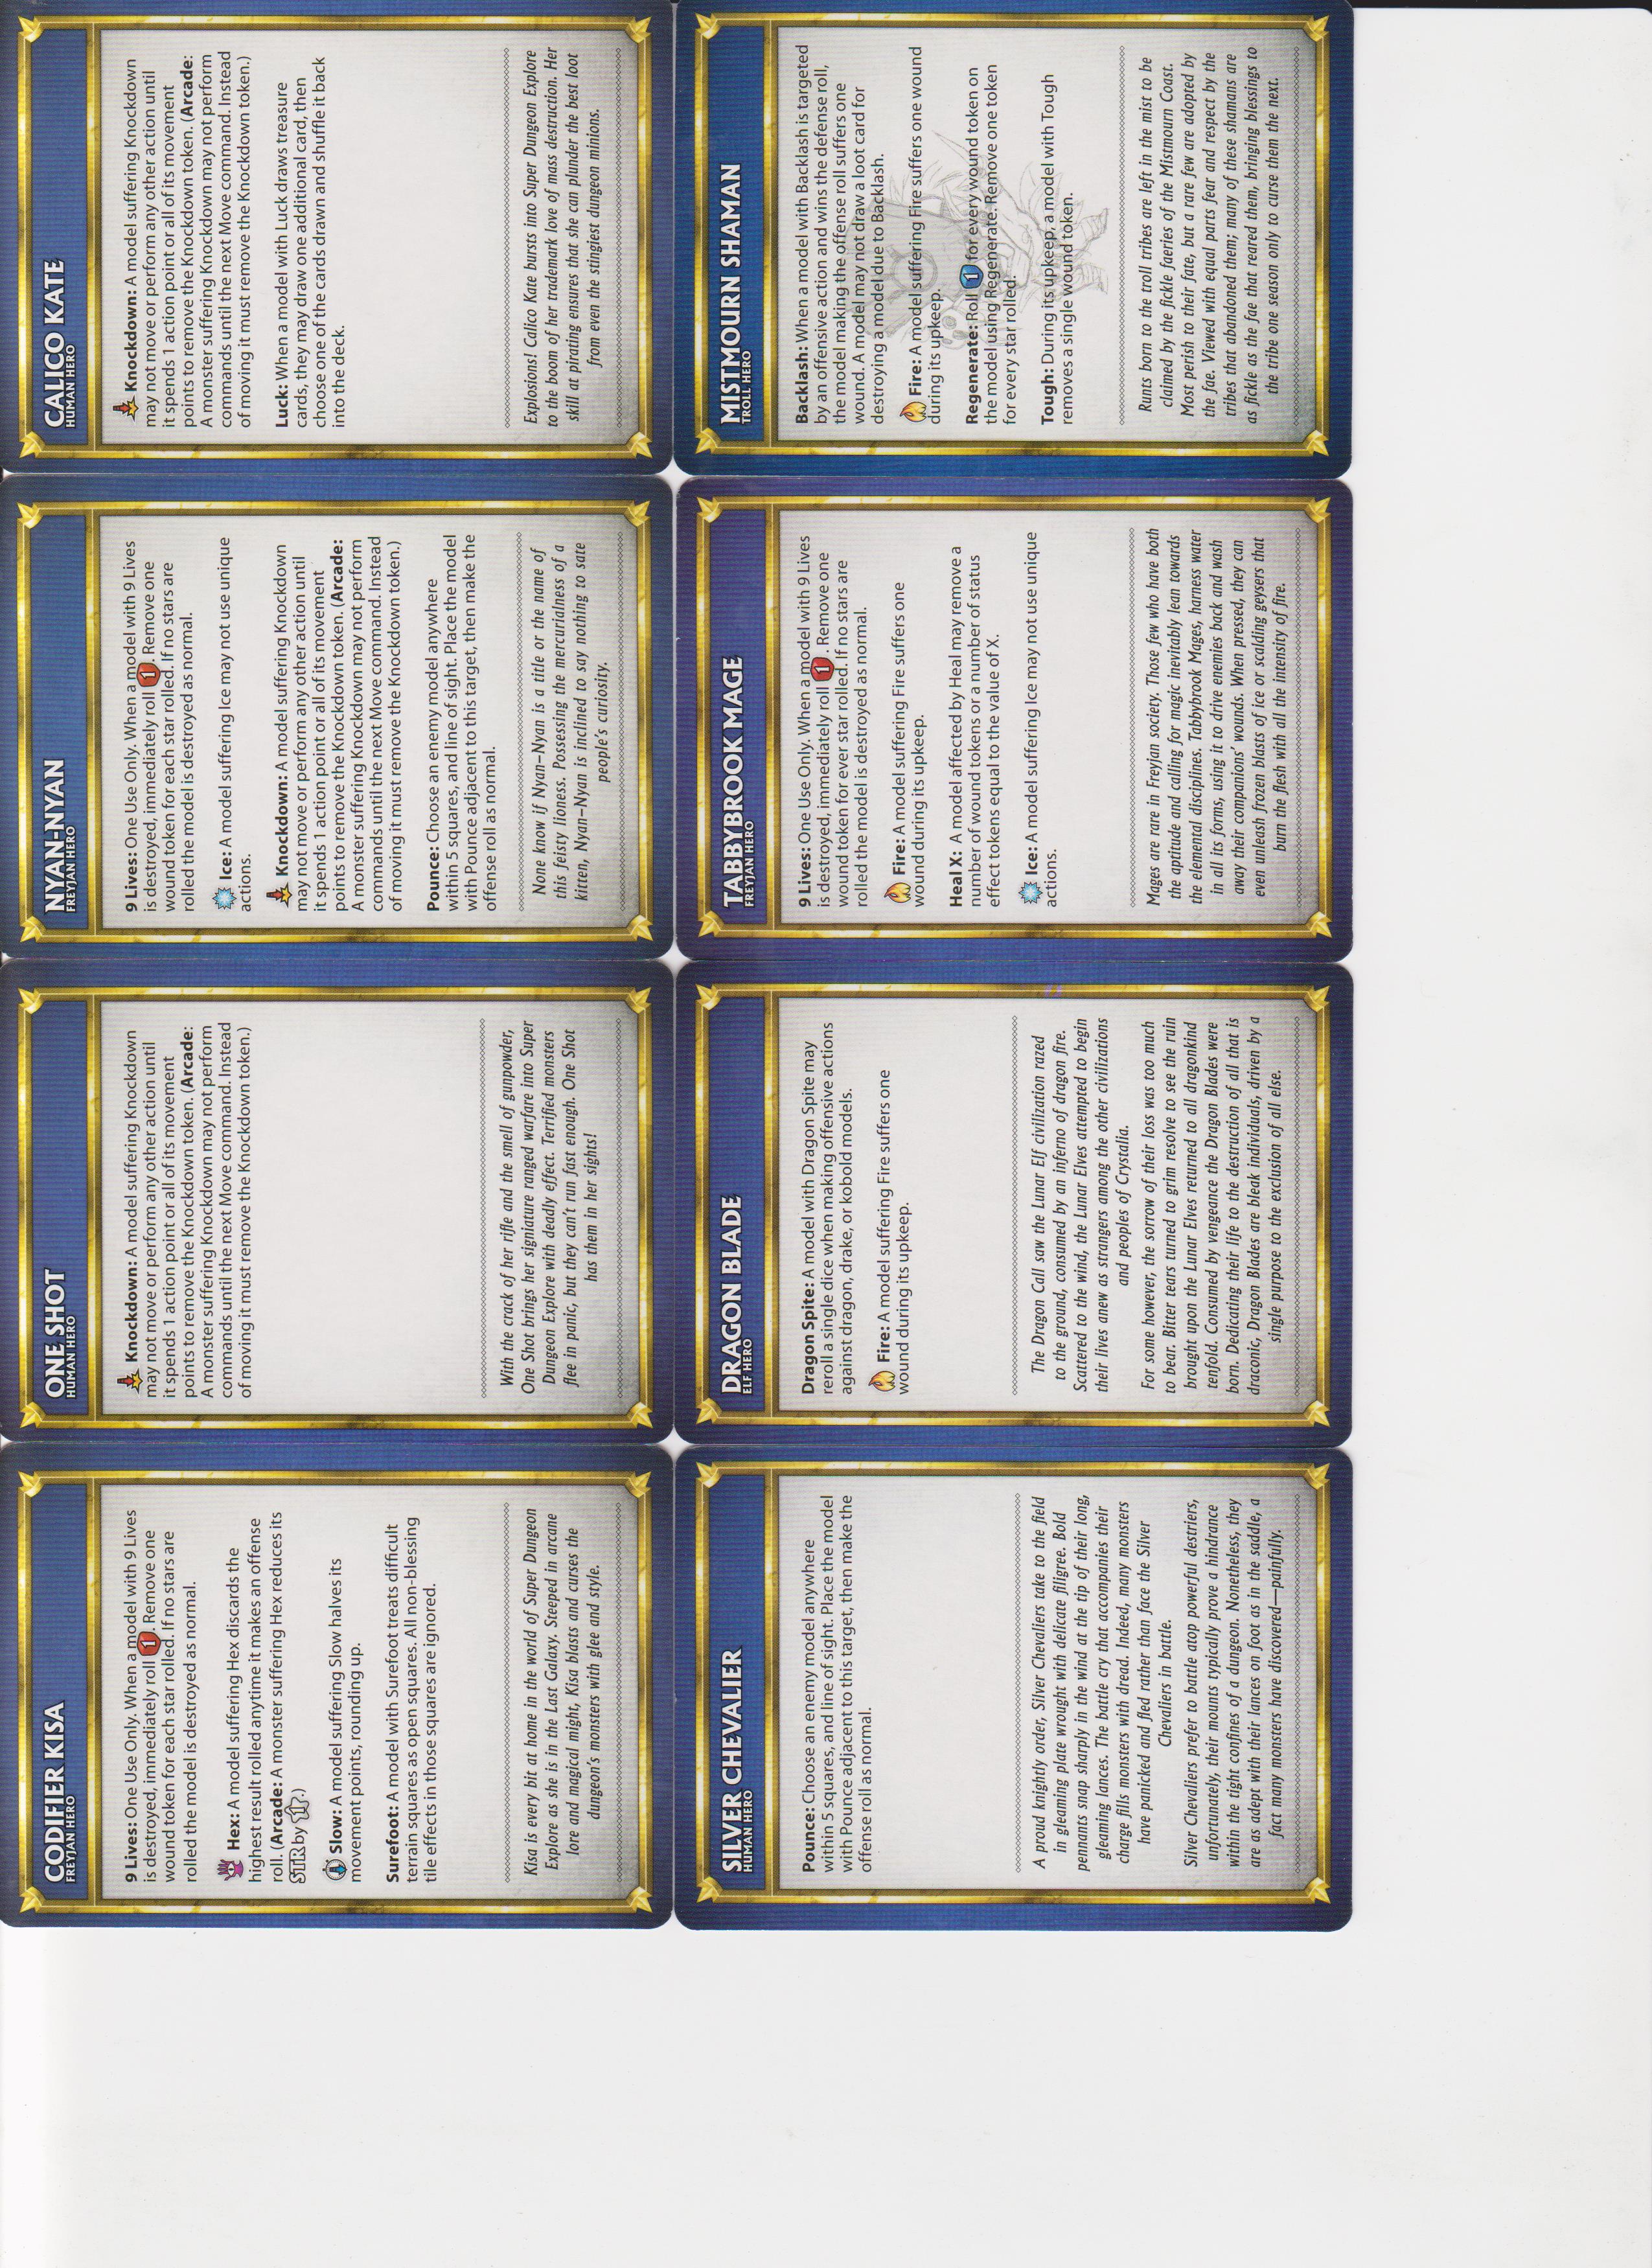 CODIFIER KISA
FREYJAN HERO
9 Lives: One Use Only. When a model with 9 Lives
is destroyed, immediately roll 1. Remove one
wound token for each star rolled. If no stars are
rolled the model is destroyed as normal.
Hex: A model suffering Hex discards the
highest result rolled anytime it makes an offense
roll. (Arcade: A monster suffering Hex reduces its
STR by 1.)
Slow: A model suffering Slow halves its
movement points, rounding up.
Surefoot: A model with Surefoot treats difficult
terrain squares as open squares. All non-blessing
tile effects in those squares are ignored.
Kisa is every bit at home in the world of Super Dungeon
Explore as she is in the Last Galaxy. Steeped in arcane
lore and magical might, Kisa blasts and curses the
dungeon's monsters with glee and style.
ONE SHOT
HUMAN HERO
Knockdown: A model suffering Knockdown
may not move or perform any other action until
it spends 1 action point or all of its movement
points to remove the Knockdown token. (Arcade:
A monster suffering Knockdown may not perform
commands until the next Move command. Instead
of moving it must remove the Knockdown token.)
With the crack of her rifle and the smell of gunpowder,
One Shot brings her signature ranged warfare into Super
Dungeon Explore with deadly effect. Terrified monsters
flee in panic, but they can't run fast enough. One Shot
has them in her sights!
NYAN-NYAN
FREYJAN HERO
9 Lives: One Use Only. When a model with 9 Lives
is destroyed, immediately roll 1. Remove one
wound token for each star rolled. If no stars are
rolled the model is destroyed as normal.
Ice: A model suffering Ice may not use unique
actions.
Knockdown: A model suffering Knockdown
may not move or perform any other action until
it spends 1 action point or all of its movement
points to remove the Knockdown token. (Arcade:
A monster suffering Knockdown may not perform
commands until the next Move command. Instead
of moving it must remove the Knockdown token.)
Pounce: Choose an enemy model anywhere
within 5 squares, and line of sight. Place the model
with Pounce adjacent to this target, then make the
offense roll as normal.
None know if Nyan–Nyan is a title or the name of
this feisty lioness. Possessing the mercurialness of a
kitten, Nyan–Nyan is inclined to say nothing to sate
people's curiosity.
CALICO KATE
HUMAN HERO
Knockdown: A model suffering Knockdown
may not move or perform any other action until
it spends 1 action point or all of its movement
points to remove the Knockdown token. (Arcade:
A monster suffering Knockdown may not perform
commands until the next Move command. Instead
of moving it must remove the Knockdown token.)
Luck: When a model with Luck draws treasure
cards, they may draw one additional card, then
choose one of the cards drawn and shuffle it back
into the deck.
Explosions! Calico Kate bursts into Super Dungeon Explore
to the boom of her trademark love of mass destruction. Her
skill at pirating ensures that she can plunder the best loot
from even the stingiest dungeon minions.
SILVER CHEVALIER
HUMAN HERO
Pounce: Choose an enemy model anywhere
within 5 squares, and line of sight. Place the model
with Pounce adjacent to this target, then make the
offense roll as normal.
A proud knightly order, Silver Chevaliers take to the field
in gleaming plate wrought with delicate filigree. Bold
pennants snap sharply in the wind at the tip of their long,
gleaming lances. The battle cry that accompanies their
charge fills monsters with dread. Indeed, many monsters
have panicked and fled rather than face the Silver
Chevaliers in battle.
Silver Chevaliers prefer to battle atop powerful destriers,
unfortunately, their mounts typically prove a hindrance
within the tight confines of a dungeon. Nonetheless, they
are as adept with their lances on foot as in the saddle, a
fact many monsters have discovered—painfully.
DRAGON BLADE
ELF HERO
Dragon Spite: A model with Dragon Spite may
reroll a single dice when making offensive actions
against dragon, drake, or kobold models.
Fire: A model suffering Fire suffers one
wound during its upkeep.
The Dragon Call saw the Lunar Elf civilization razed
to the ground, consumed by an inferno of dragon fire.
Scattered to the wind, the Lunar Elves attempted to begin
their lives anew as strangers among the other civilizations
and peoples of Crystalia.
For some however, the sorrow of their loss was too much
to bear. Bitter tears turned to grim resolve to see the ruin
brought upon the Lunar Elves returned to all dragonkind
tenfold. Consumed by vengeance the Dragon Blades were
born. Dedicating their life to the destruction of all that is
draconic, Dragon Blades are bleak individuals, driven by a
single purpose to the exclusion of all else.
TABBYBROOK MAGE
FREYJAN HERO
9 Lives: One Use Only. When a model with 9 Lives
is destroyed, immediately roll 1. Remove one
wound token for ever star rolled. If no stars are
rolled the model is destroyed as normal.
Fire: A model suffering Fire suffers one
wound during its upkeep.
Heal X: A model affected by Heal may remove a
number of wound tokens or a number of status
effect tokens equal to the value of X.
Ice: A model suffering Ice may not use unique
actions.
Mages are rare in Freyjan society. Those few who have both
the aptitude and calling for magic inevitably lean towards
the elemental disciplines. Tabbybrook Mages, harness water
in all its forms, using it to drive enemies back and wash
away their companions' wounds. When pressed, they can
even unleash frozen blasts of ice or scalding geysers that
burn the flesh with all the intensity of fire.
MISTMOURN SHAMAN
TROLL HERO
Backlash: When a model with Backlash is targeted
by an offensive action and wins the defense roll,
the model making the offense roll suffers one
wound. A model may not draw a loot card for
destroying a model due to Backlash.
Fire: A model suffering Fire suffers one wound
during its upkeep.
Regenerate: Roll 1 for every wound token on
the model using Regenerate. Remove one token
for every star rolled.
Tough: During its upkeep, a model with Tough
removes a single wound token.
Runts born to the troll tribes are left in the mist to be
claimed by the fickle faeries of the Mistmourn Coast.
Most perish to their fate, but a rare few are adopted by
the fae. Viewed with equal parts fear and respect by the
tribes that abandoned them; many of these shamans are
as fickle as the fae that reared them, bringing blessings to
the tribe one season only to curse them the next.